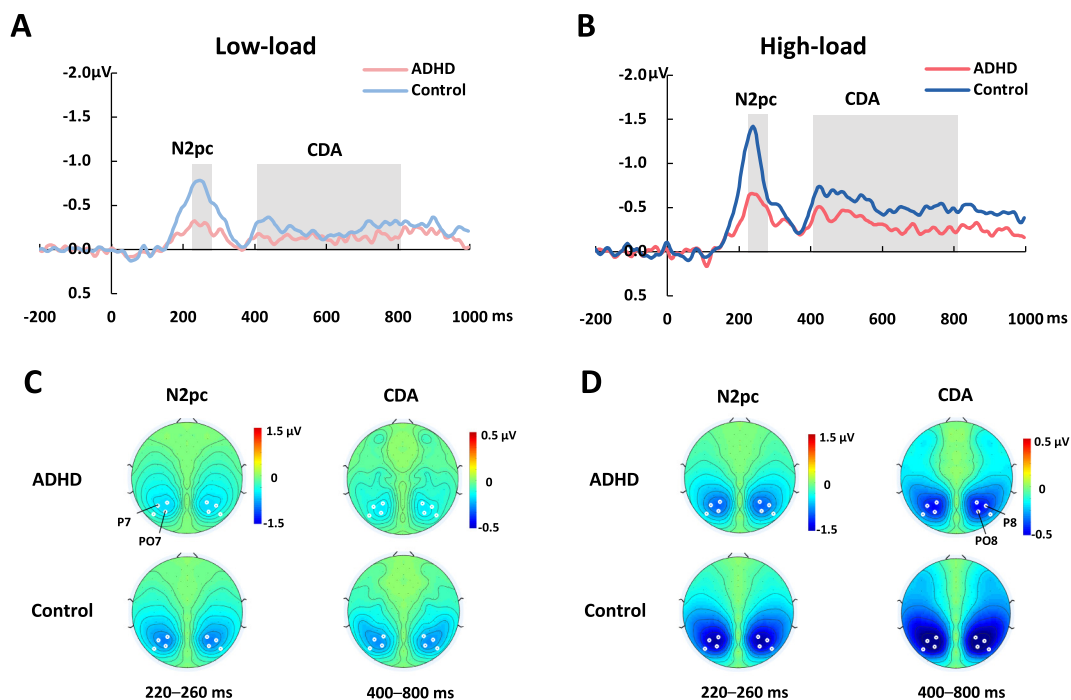 A
Low-load
-2.0μV
-1.5
-1.0
-0.5
0.0
0.5
ADHD
Control
N2pc
CDA
-200 0 200 400 600 800 1000 ms
B
High-load
-2.0μV
-1.5
-1.0
-0.5
0.0
0.5
ADHD
Control
N2pc
CDA
-200 0 200 400 600 800 1000 ms
C
N2pc CDA
ADHD
1.5 μV
0
-1.5
0.5 μV
0
-0.5
P7
PO7
Control
220–260 ms 400–800 ms
D
N2pc CDA
ADHD
1.5 μV
0
-1.5
0.5 μV
0
-0.5
P8
PO8
Control
220–260 ms 400–800 ms